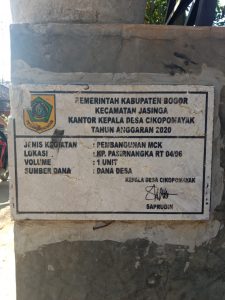 PEMERINTAH KABUPATEN BOGOR
KECAMATAN JASINGA
KANTOR KEPALA DESA CIKOPOMAYAK
TAHUN ANGGARAN 2020
JENIS KEGIATAN : PEMBANGUNAN MCK
LOKASI : KP. PASIRNANGKA RT 04/06
VOLUME : 1 UNIT
SUMBER DANA : DANA DESA
KEPALA DESA CIKOPOMAYAK
SAPRUDIN